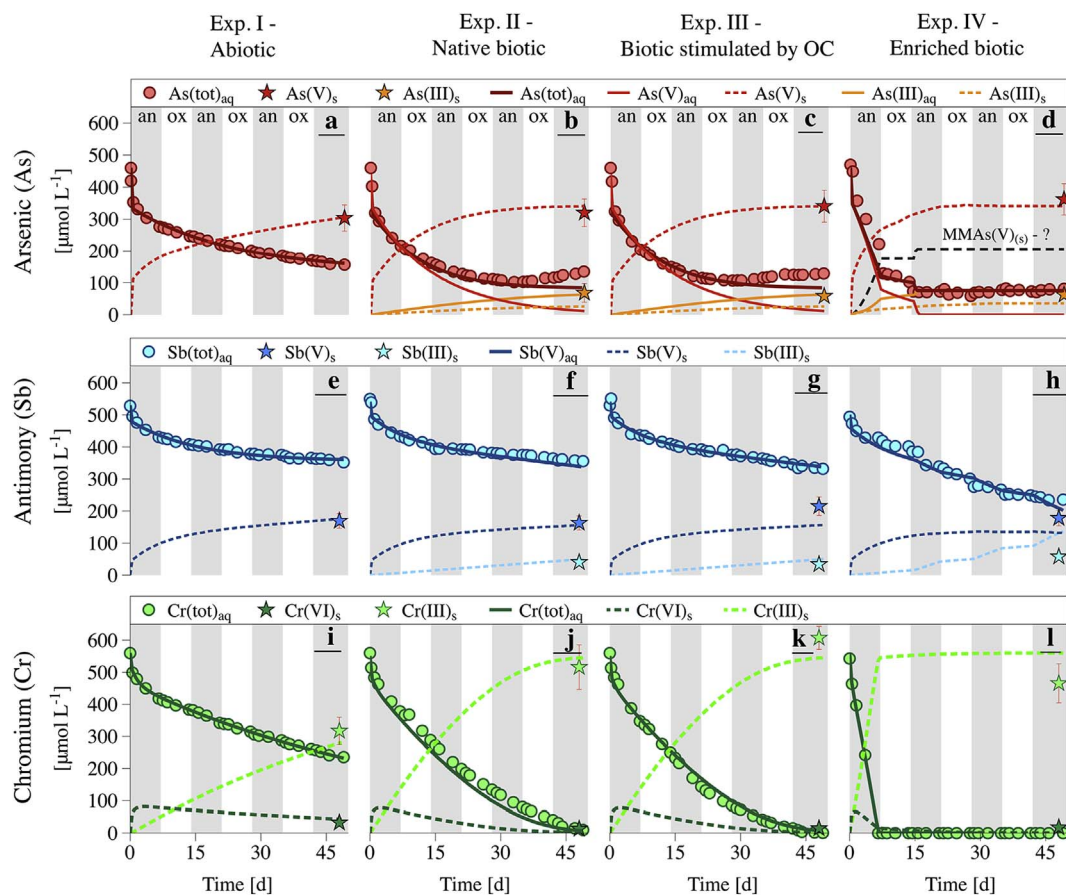 Exp. I - Abiotic
Exp. II - Native biotic
Exp. III - Biotic stimulated by OC
Exp. IV - Enriched biotic
As(tot)aq As(V)s As(III)s As(tot)aq As(V)aq As(V)s As(III)aq As(III)s
Arsenic (As)
[µmol L-1]
600
500
400
300
200
100
0
an ox an ox an ox a
an ox an ox an ox b
an ox an ox an ox c
an ox an ox an ox d
MMAs(V)(s) - ?
Sb(tot)aq Sb(V)s Sb(III)s Sb(V)aq Sb(V)s Sb(III)s
Antimony (Sb)
[µmol L-1]
600
500
400
300
200
100
0
e
f
g
h
Cr(tot)aq Cr(VI)s Cr(III)s Cr(tot)aq Cr(VI)s Cr(III)s
Chromium (Cr)
[µmol L-1]
600
500
400
300
200
100
0
i
j
k
l
0 15 30 45
0 15 30 45
0 15 30 45
0 15 30 45
Time [d]
Time [d]
Time [d]
Time [d]